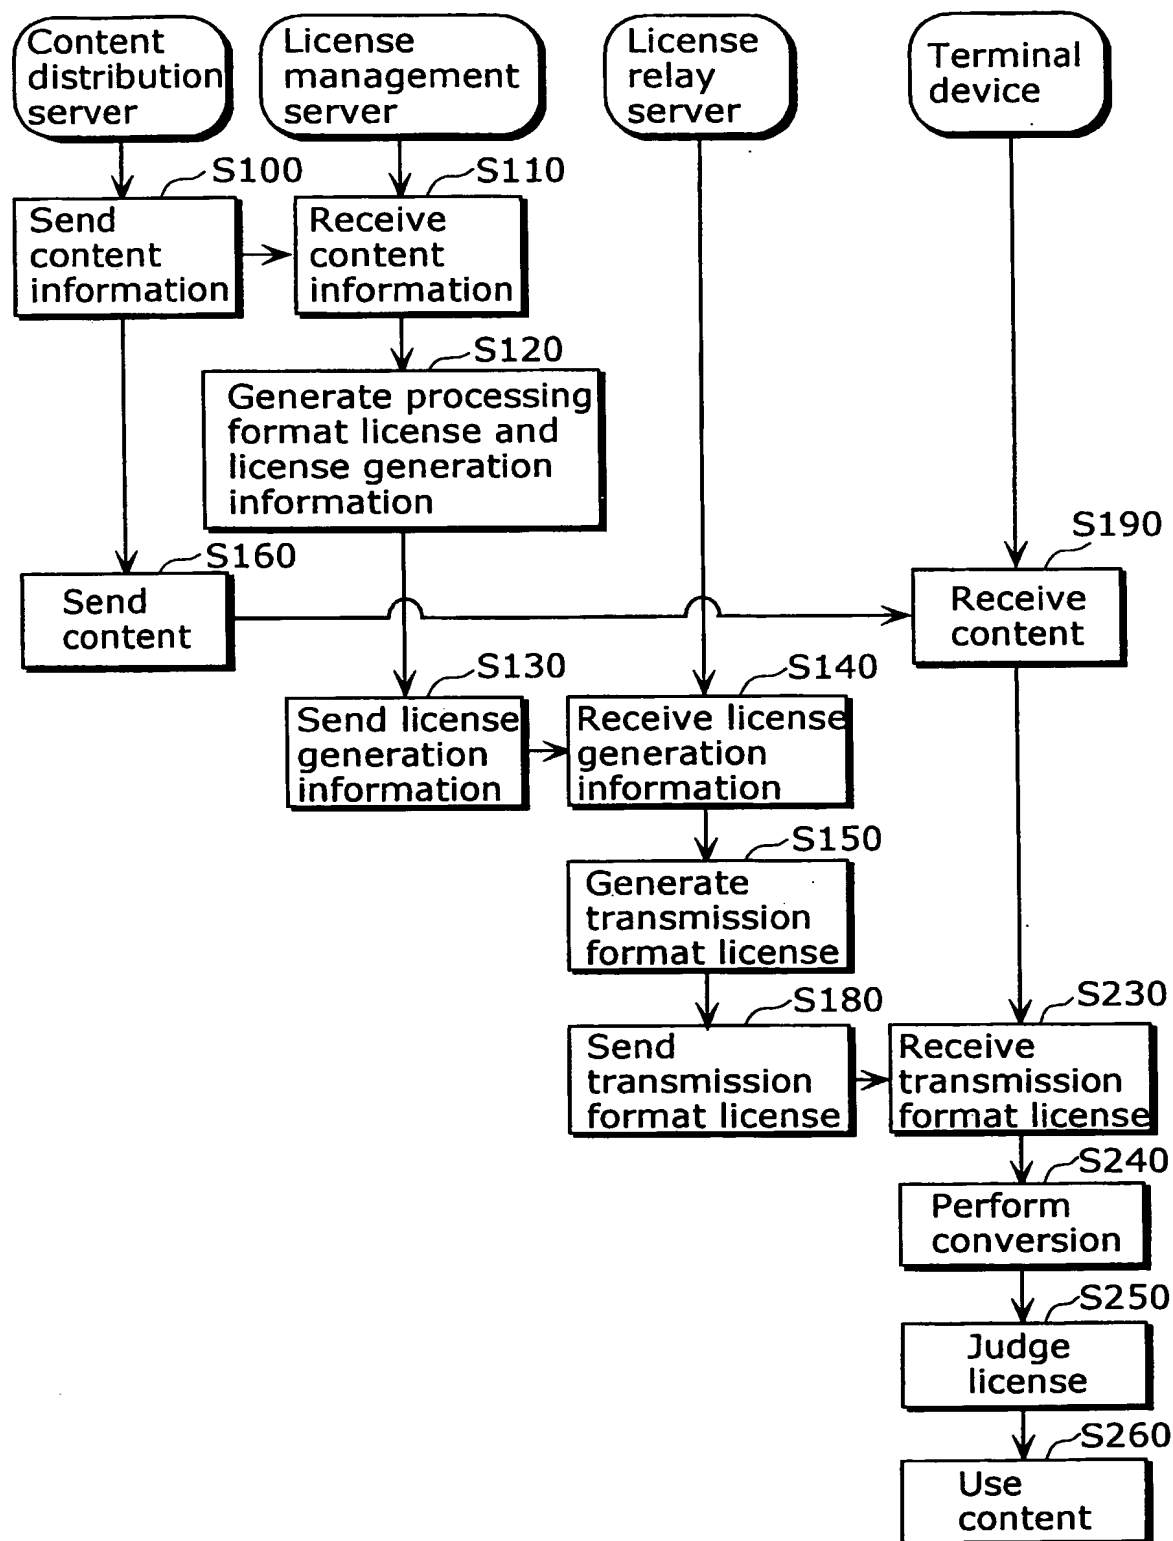 Content
distribution
server
License
management
server
License
relay
server
Terminal
device
S100
Send
content
information
S110
Receive
content
information
S120
Generate processing
format license and
license generation
information
S160
Send
content
S190
Receive
content
S130
Send license
generation
information
S140
Receive license
generation
information
S150
Generate
transmission
format license
S180
Send
transmission
format license
S230
Receive
transmission
format license
S240
Perform
conversion
S250
Judge
license
S260
Use
content